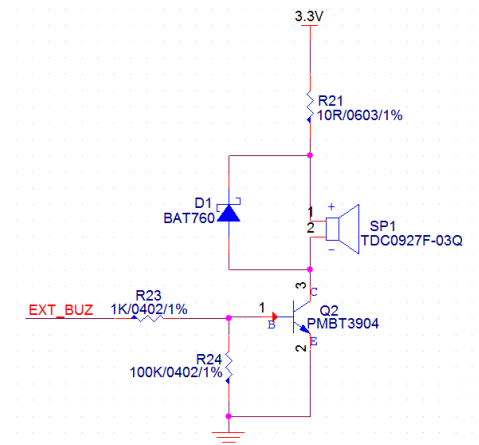 3.3V
R21
10R/0603/1%
D1
BAT760
+
1
2
SP1
TDC0927F-03Q
-
3
C
R23
1K/0402/1%
EXT_BUZ
1
B
Q2
PMBT3904
E
2
R24
100K/0402/1%